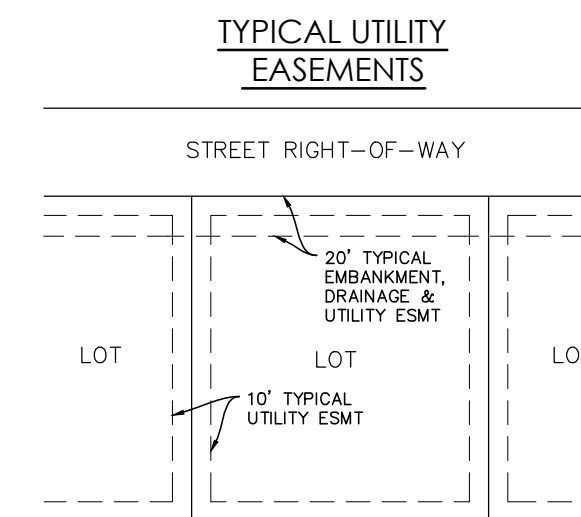 TYPICAL UTILITY
EASEMENTS
STREET RIGHT-OF-WAY
20' TYPICAL
EMBANKMENT,
DRAINAGE &
UTILITY ESMT
LOT
LOT
LO
10' TYPICAL
UTILITY ESMT